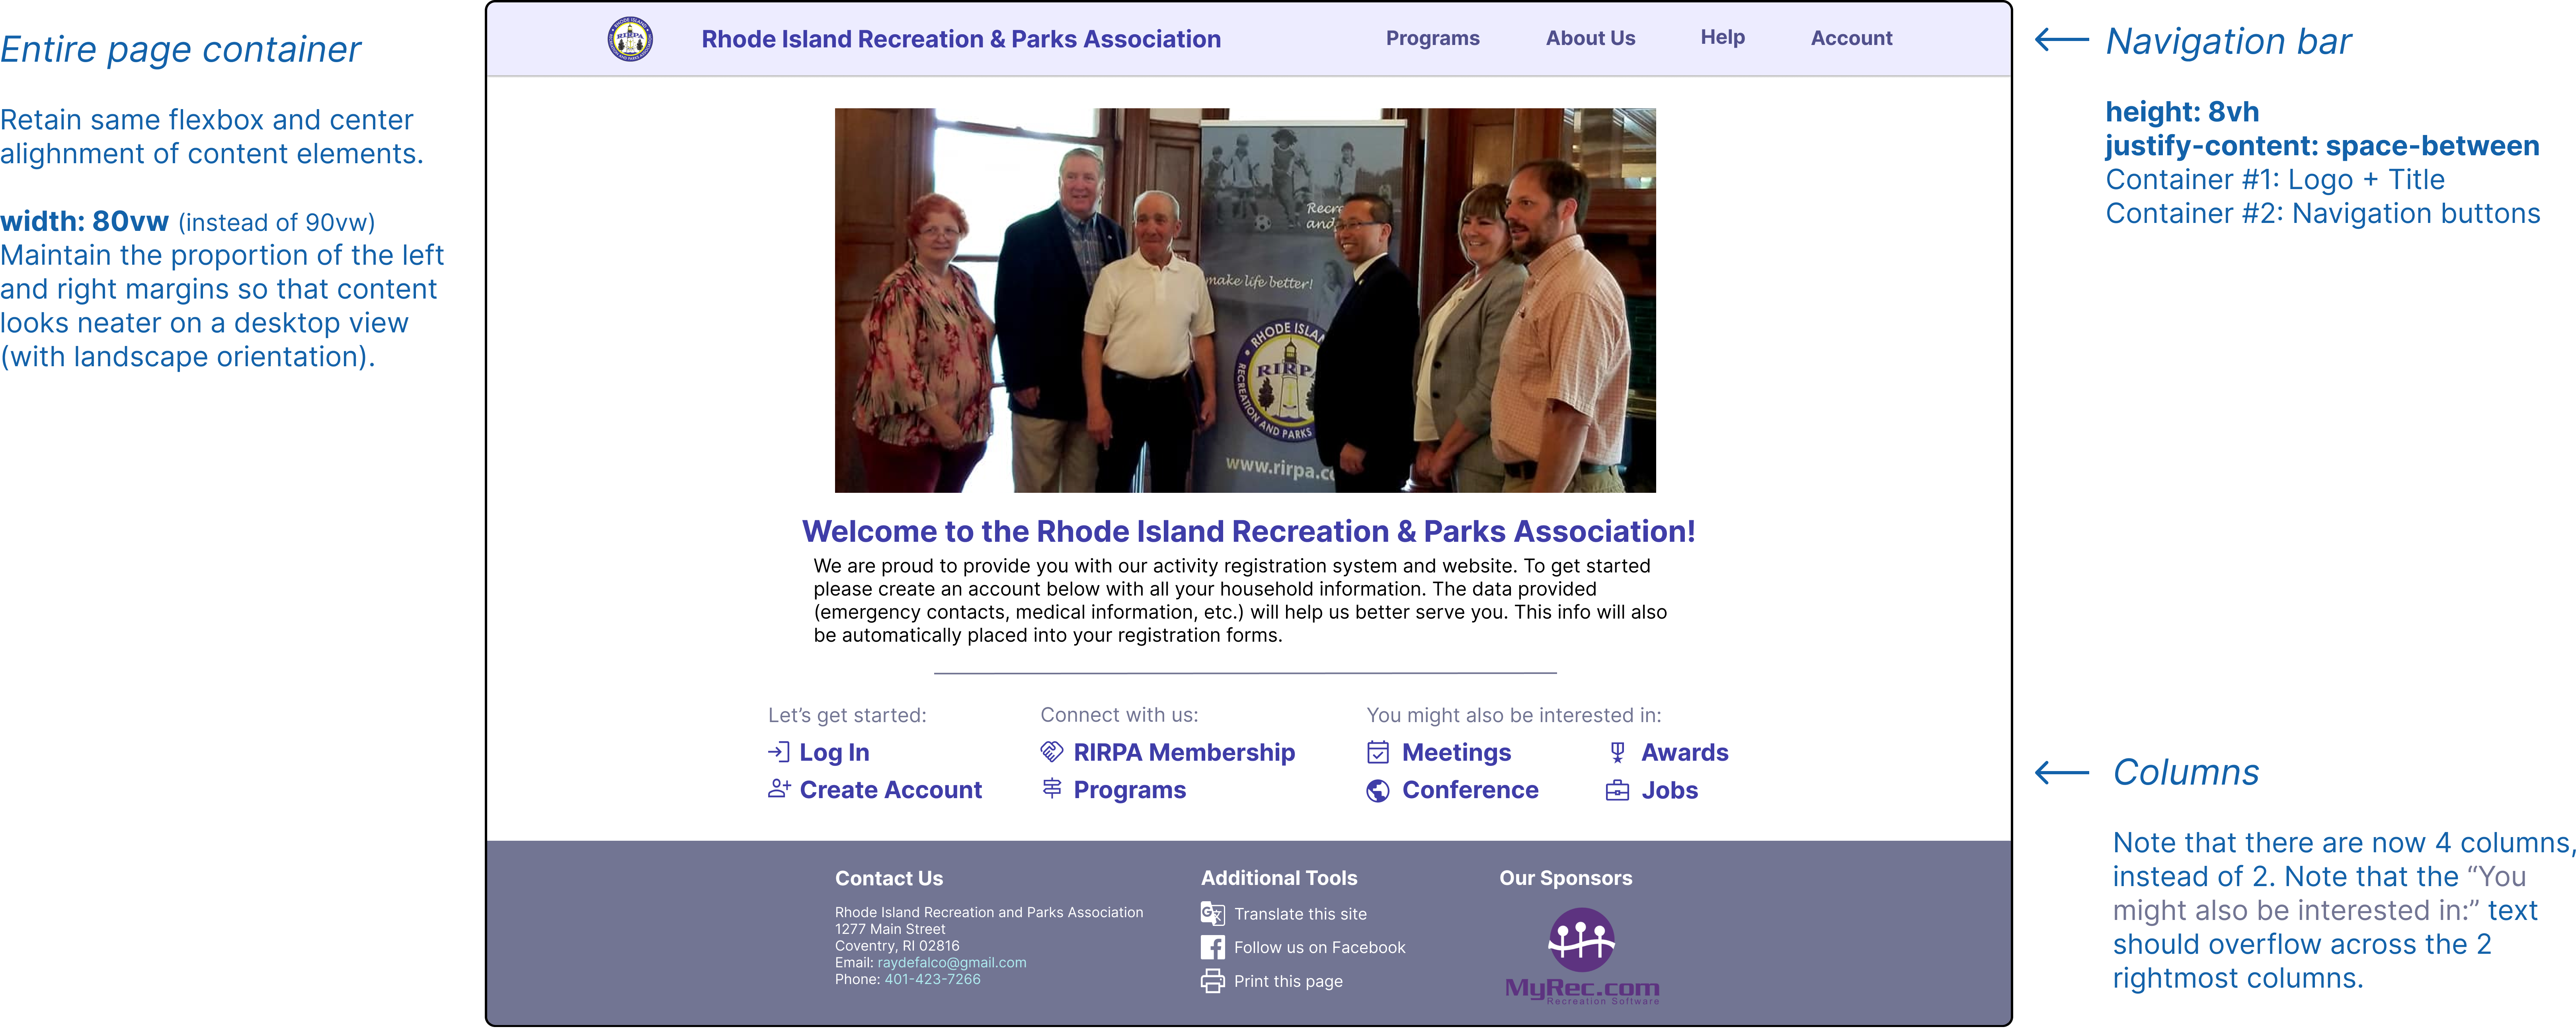 Entire page container
Retain same flexbox and center
alighnment of content elements.
width: 80vw (instead of 90vw)
Maintain the proportion of the left
and right margins so that content
looks neater on a desktop view
(with landscape orientation).
Rhode Island Recreation & Parks Association
Programs
About Us
Help
Account
make life better!
RHODE ISLA
RIRPA
RECREATION AND PARKS
www.rirpa.c
Welcome to the Rhode Island Recreation & Parks Association!
We are proud to provide you with our activity registration system and website. To get started
please create an account below with all your household information. The data provided
(emergency contacts, medical information, etc.) will help us better serve you. This info will also
be automatically placed into your registration forms.
Let’s get started:
Log In
Create Account
Connect with us:
RIRPA Membership
Programs
You might also be interested in:
Meetings
Awards
Conference
Jobs
Contact Us
Rhode Island Recreation and Parks Association
1277 Main Street
Coventry, RI 02816
Email: raydefalco@gmail.com
Phone: 401-423-7266
Additional Tools
Translate this site
Follow us on Facebook
Print this page
Our Sponsors
MyRec.com
Recreation Software
Navigation bar
height: 8vh
justify-content: space-between
Container #1: Logo + Title
Container #2: Navigation buttons
Columns
Note that there are now 4 columns,
instead of 2. Note that the “You
might also be interested in:” text
should overflow across the 2
rightmost columns.